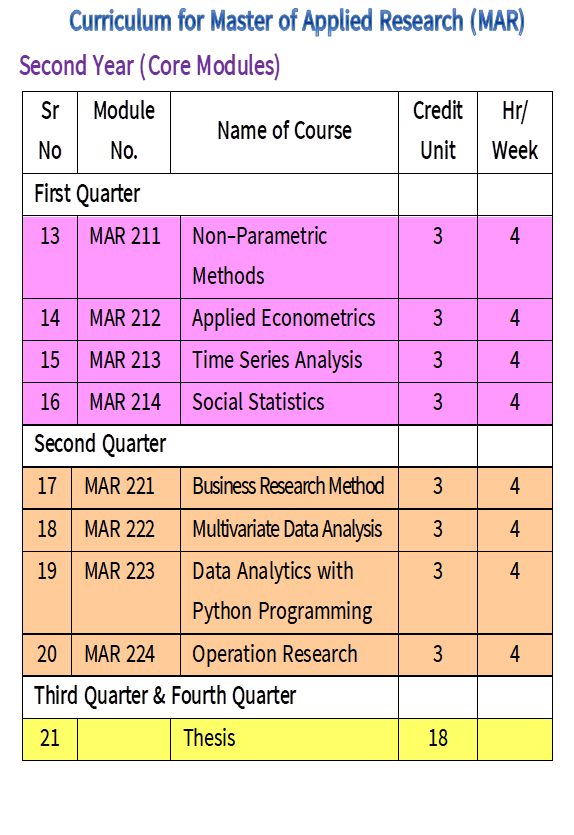 Curriculum for Master of Applied Research (MAR)
Second Year (Core Modules)
Sr No Module No. Name of Course Credit Unit Hr/ Week
First Quarter
13 MAR 211 Non-Parametric Methods 3 4
14 MAR 212 Applied Econometrics 3 4
15 MAR 213 Time Series Analysis 3 4
16 MAR 214 Social Statistics 3 4
Second Quarter
17 MAR 221 Business Research Method 3 4
18 MAR 222 Multivariate Data Analysis 3 4
19 MAR 223 Data Analytics with Python Programming 3 4
20 MAR 224 Operation Research 3 4
Third Quarter & Fourth Quarter
21 Thesis 18